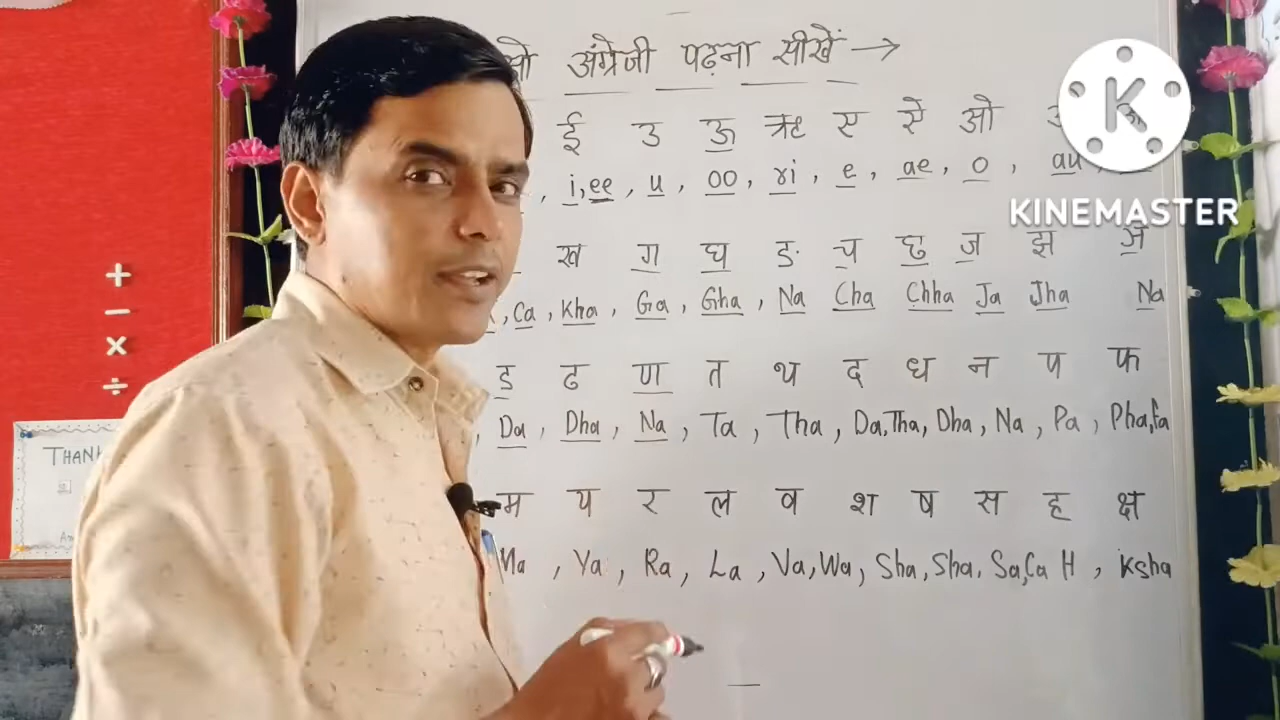 अंग्रेजी पढ़ना सीखें →
ई उ ऊ ऋ ए ऐ ओ
i,ee, u, oo, ri, e, ae, o, au
K
KINEMASTER
ख ग घ ङ च छ ज झ ञ
Ca, Kha, Ga, Gha, Na Cha Chha Ja Jha Na
ड ढ ण त थ द ध न प फ
Da, Dha, Na, Ta, Tha, Da,Tha, Dha, Na, Pa, Pha,Fa
म य र ल व श ष स ह क्ष
Ma, Ya, Ra, La, Va,Wa, Sha, Sha, Sa,Ca H, Ksha
+
−
×
÷
THANK